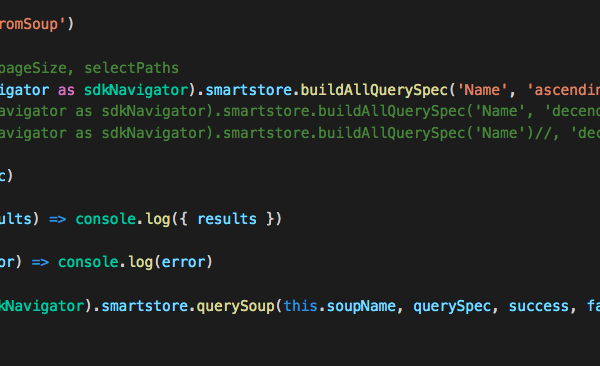 romSoup')
pageSize, selectPaths
igator as sdkNavigator).smartstore.buildAllQuerySpec('Name', 'ascendin
avigator as sdkNavigator).smartstore.buildAllQuerySpec('Name', 'decend
avigator as sdkNavigator).smartstore.buildAllQuerySpec('Name')//, 'dec
c)
ults) => console.log({ results })
or) => console.log(error)
kNavigator).smartstore.querySoup(this.soupName, querySpec, success, fa